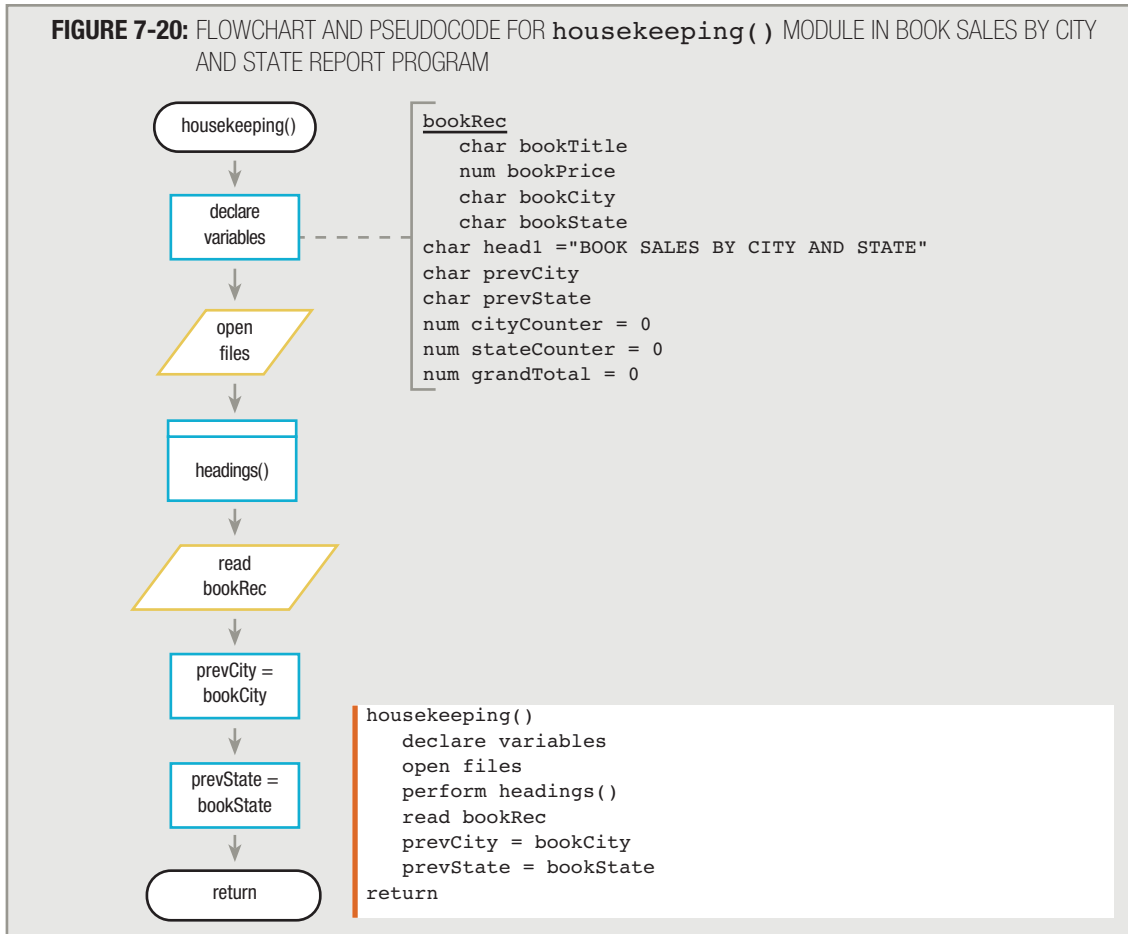 FIGURE 7-20: FLOWCHART AND PSEUDOCODE FOR housekeeping() MODULE IN BOOK SALES BY CITY
AND STATE REPORT PROGRAM
housekeeping()
declare
variables
open
files
headings()
read
bookRec
prevCity =
bookCity
prevState =
bookState
return
bookRec
char bookTitle
num bookPrice
char bookCity
char bookState
char head1 ="BOOK SALES BY CITY AND STATE"
char prevCity
char prevState
num cityCounter = 0
num stateCounter = 0
num grandTotal = 0
housekeeping()
declare variables
open files
perform headings()
read bookRec
prevCity = bookCity
prevState = bookState
return